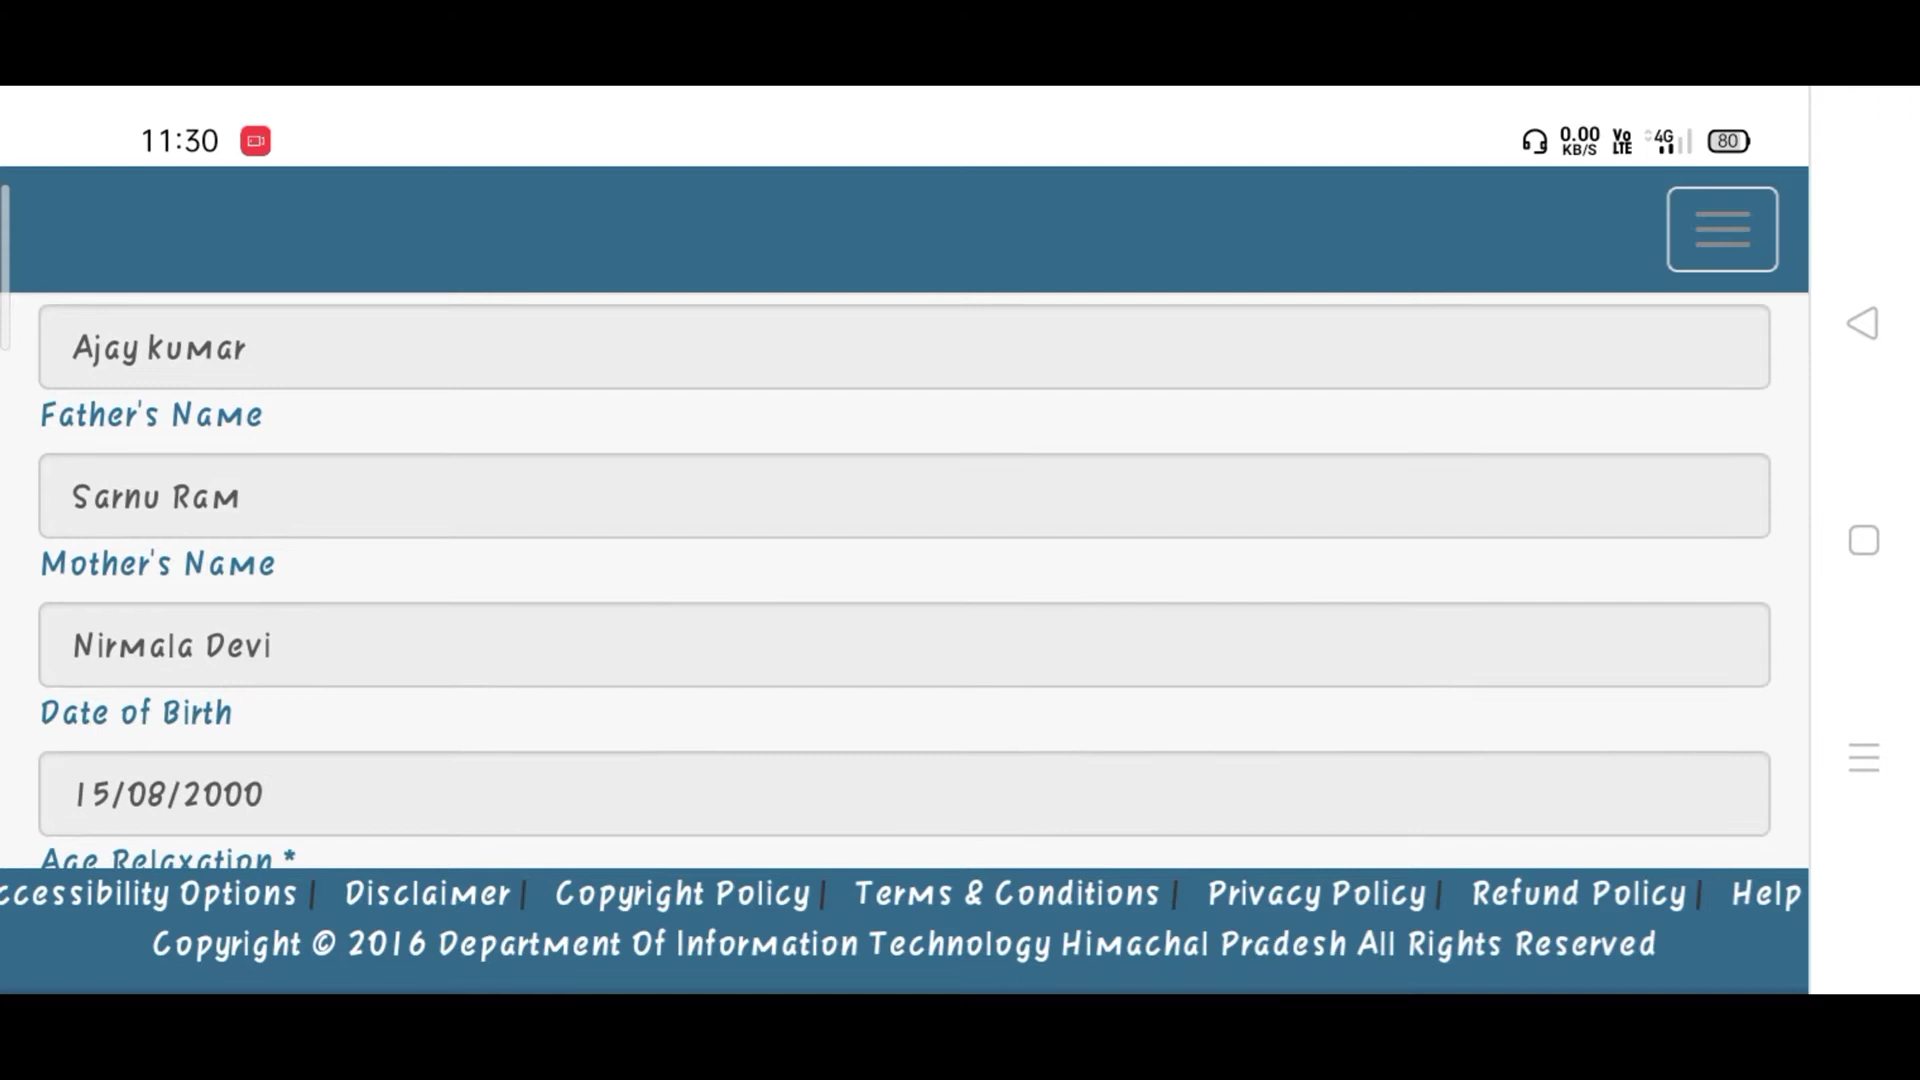 11:30
0.00 KB/S Vo LTE 4G 80
Ajay kumar
Father's Name
Sarnu Ram
Mother's Name
Nirmala Devi
Date of Birth
15/08/2000
Age Relaxation *
ccessibility Options | Disclaimer | Copyright Policy | Terms & Conditions | Privacy Policy | Refund Policy | Help
Copyright © 2016 Department Of Information Technology Himachal Pradesh All Rights Reserved